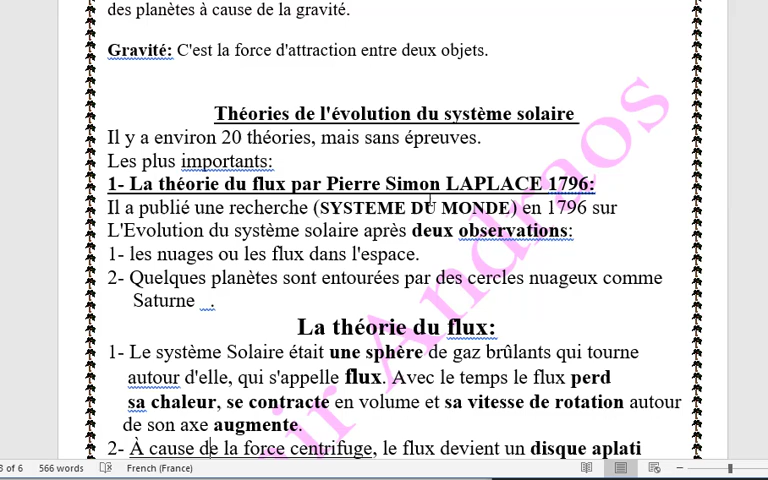 des planètes à cause de la gravité.
Gravité: C'est la force d'attraction entre deux objets.
Théories de l'évolution du système solaire
Il y a environ 20 théories, mais sans épreuves.
Les plus importants:
1- La théorie du flux par Pierre Simon LAPLACE 1796:
Il a publié une recherche (SYSTEME DU MONDE) en 1796 sur
L'Evolution du système solaire après deux observations:
1- les nuages ou les flux dans l'espace.
2- Quelques planètes sont entourées par des cercles nuageux comme
Saturne .
La théorie du flux:
1- Le système Solaire était une sphère de gaz brûlants qui tourne
autour d'elle, qui s'appelle flux. Avec le temps le flux perd
sa chaleur, se contracte en volume et sa vitesse de rotation autour
de son axe augmente.
2- À cause de la force centrifuge, le flux devient un disque aplati
3 of 6 566 words French (France)
ir Andraos